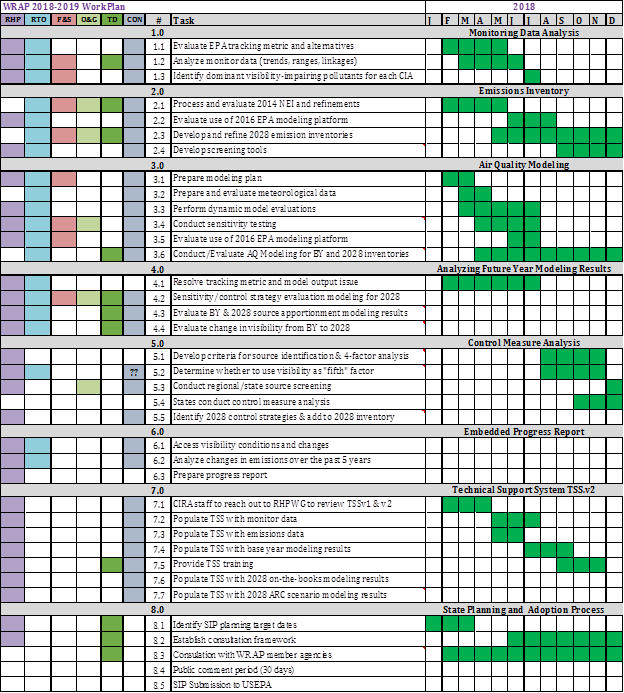 WRAP 2018-2019 WorkPlan 2018
RHP RTO F&S O&G TD CON # Task J F M A M J J A S O N D
1.0 Monitoring Data Analysis
1.1 Evaluate EPA tracking metric and alternatives
1.2 Analyze monitor data (trends, ranges, linkages)
1.3 Identify dominant visibility-impairing pollutants for each CIA
2.0 Emissions Inventory
2.1 Process and evaluate 2014 NEI and refinements
2.2 Evaluate use of 2016 EPA modeling platform
2.3 Develop and refine 2028 emission inventories
2.4 Develop screening tools
3.0 Air Quality Modeling
3.1 Prepare modeling plan
3.2 Prepare and evaluate meteorological data
3.3 Perform dynamic model evaluations
3.4 Conduct sensitivity testing
3.5 Evaluate use of 2016 EPA modeling platform
3.6 Conduct/Evaluate AQ Modeling for BY and 2028 inventories
4.0 Analyzing Future Year Modeling Results
4.1 Resolve tracking metric and model output issue
4.2 Sensitivity/control strategy evaluation modeling for 2028
4.3 Evaluate BY & 2028 source apportionment modeling results
4.4 Evaluate change in visibility from BY to 2028
5.0 Control Measure Analysis
5.1 Develop criteria for source identification & 4-factor analysis
?? 5.2 Determine whether to use visibility as "fifth" factor
5.3 Conduct regional/state source screening
5.4 States conduct control measure analysis
5.5 Identify 2028 control strategies & add to 2028 inventory
6.0 Embedded Progress Report
6.1 Access visibility conditions and changes
6.2 Analyze changes in emissions over the past 5 years
6.3 Prepare progress report
7.0 Technical Support System TSS.v2
7.1 CIRA staff to reach out to RHPWG to review TSSv1 & v2
7.2 Populate TSS with monitor data
7.3 Populate TSS with emissions data
7.4 Populate TSS with base year modeling results
7.5 Provide TSS training
7.6 Populate TSS with 2028 on-the-books modeling results
7.7 Populate TSS with 2028 ARC scenario modeling results
8.0 State Planning and Adoption Process
8.1 Identify SIP planning target dates
8.2 Establish consultation framework
8.3 Consulation with WRAP member agencies
8.4 Public comment period (30 days)
8.5 SIP Submission to USEPA